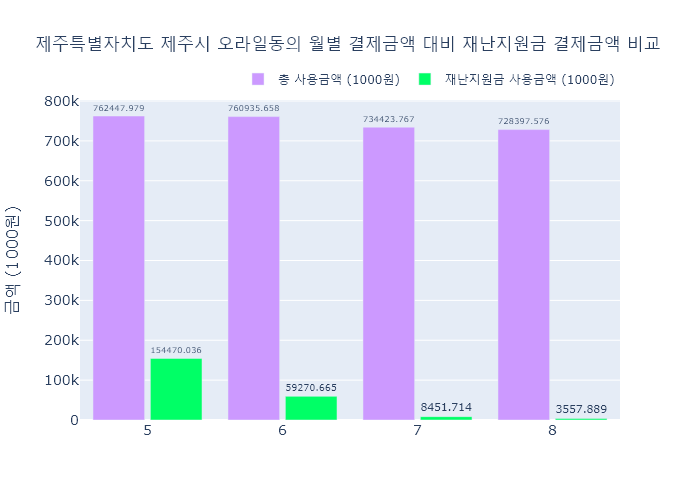 제주특별자치도 제주시 오라일동의 월별 결제금액 대비 재난지원금 결제금액 비교
총 사용금액 (1000원) 재난지원금 사용금액 (1000원)
금액 (1000원)
800k
700k
600k
500k
400k
300k
200k
100k
0
762447.979 760935.658 734423.767 728397.576
154470.036 59270.665 8451.714 3557.889
5 6 7 8